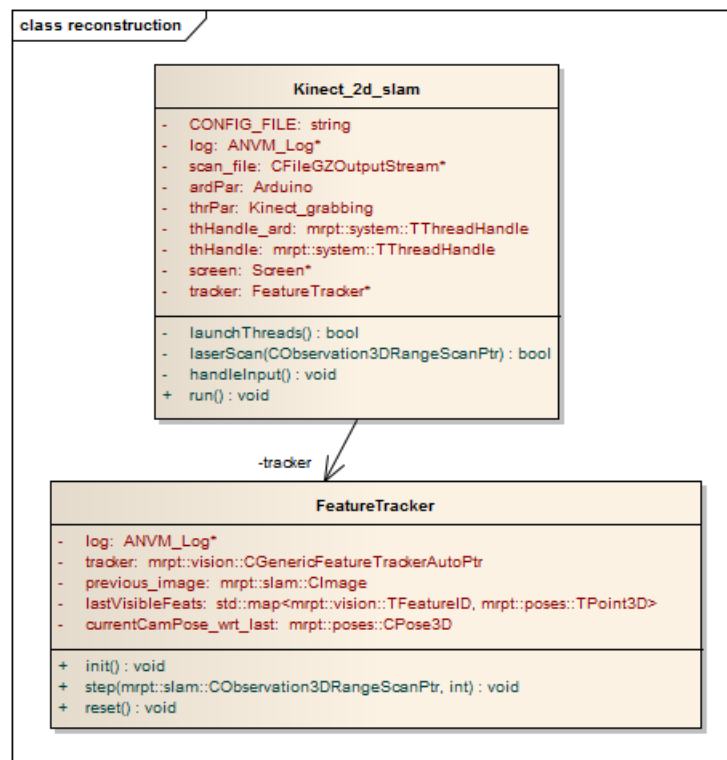 class reconstruction
Kinect_2d_slam
- CONFIG_FILE: string
- log: ANVM_Log*
- scan_file: CFileGZOutputStream*
- ardPar: Arduino
- thrPar: Kinect_grabbing
- thHandle_ard: mrpt::system::TThreadHandle
- thHandle: mrpt::system::TThreadHandle
- screen: Screen*
- tracker: FeatureTracker*
- launchThreads() : bool
- laserScan(CObservation3DRangeScanPtr) : bool
- handleInput() : void
+ run() : void
-tracker
FeatureTracker
- log: ANVM_Log*
- tracker: mrpt::vision::CGenericFeatureTrackerAutoPtr
- previous_image: mrpt::slam::CImage
- lastVisibleFeats: std::map<mrpt::vision::TFeatureID, mrpt::poses::TPoint3D>
- currentCamPose_wrt_last: mrpt::poses::CPose3D
+ init() : void
+ step(mrpt::slam::CObservation3DRangeScanPtr, int) : void
+ reset() : void